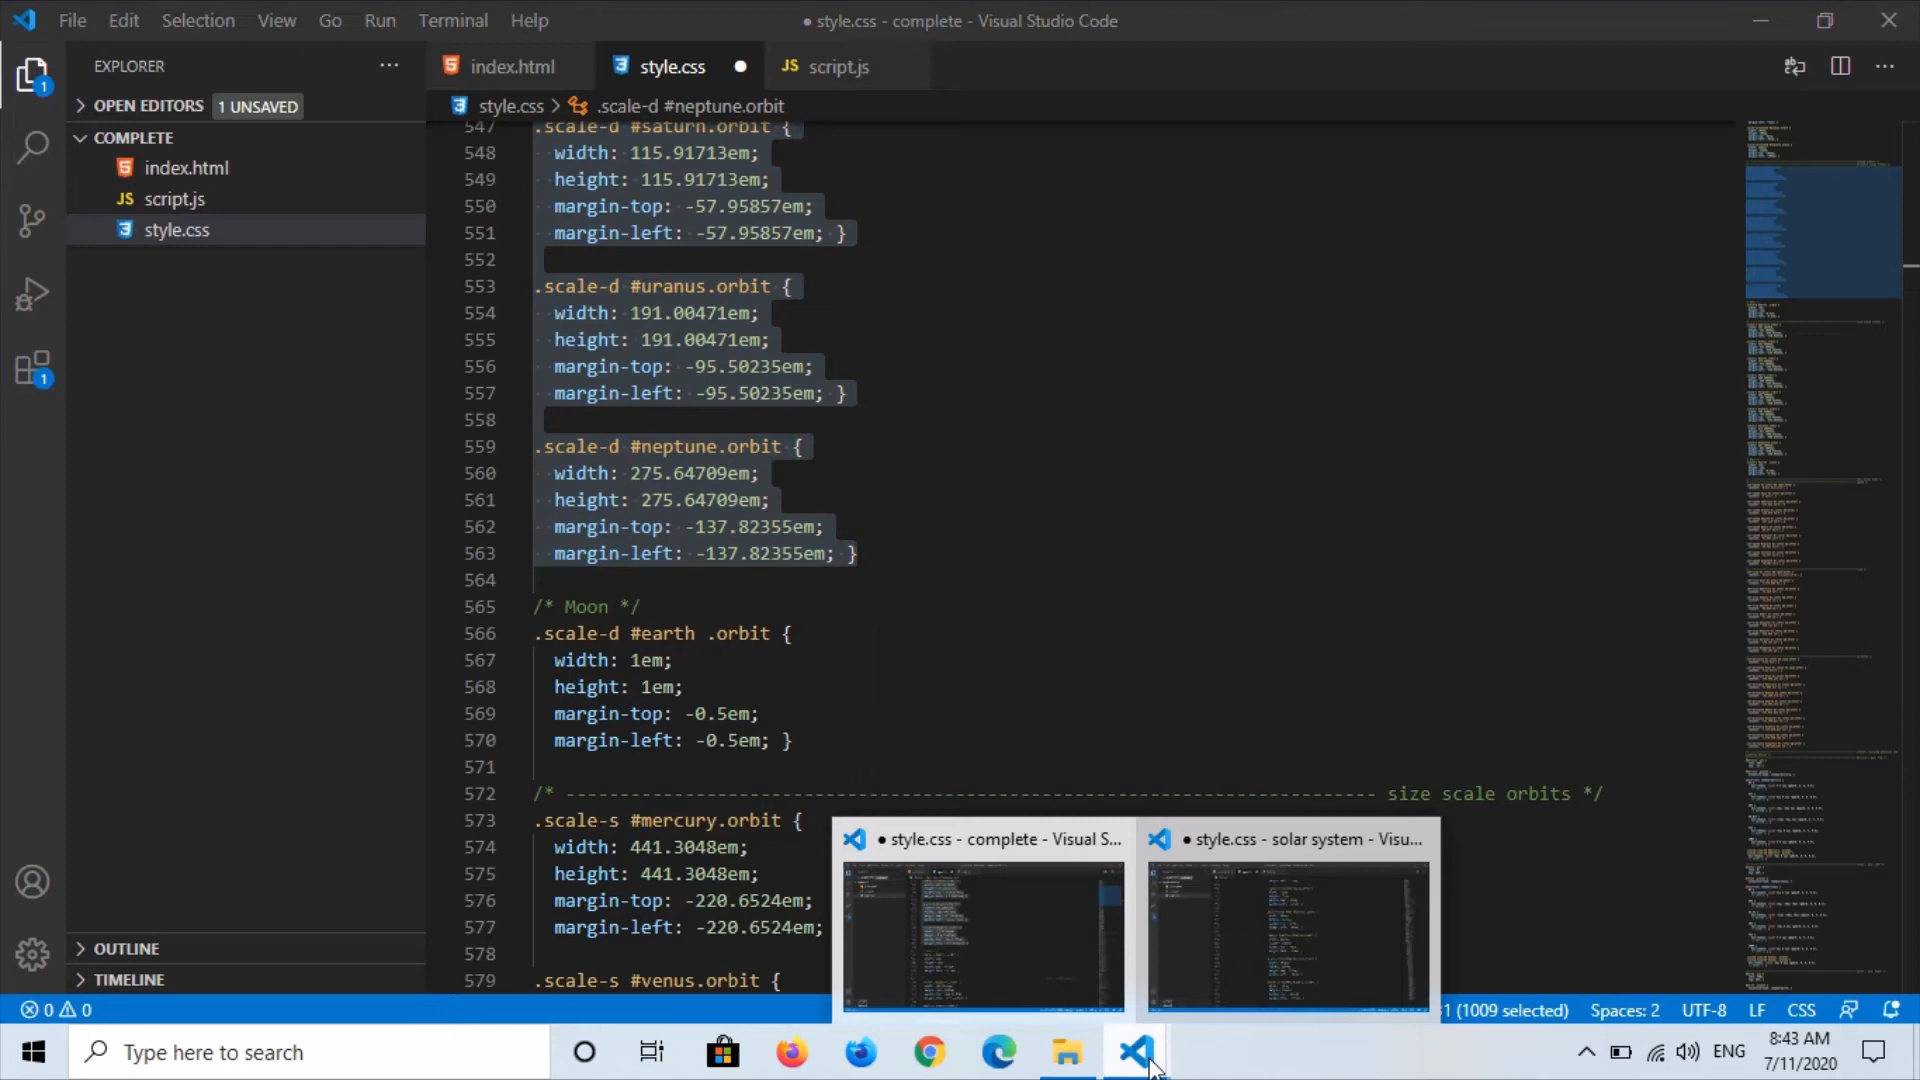 File Edit Selection View Go Run Terminal Help
● style.css - complete - Visual Studio Code
EXPLORER
index.html
style.css
JS script.js
OPEN EDITORS 1 UNSAVED
style.css > .scale-d #neptune.orbit
COMPLETE
index.html
JS script.js
style.css
547 .scale-d #saturn.orbit {
548 width: 115.91713em;
549 height: 115.91713em;
550 margin-top: -57.95857em;
551 margin-left: -57.95857em; }
552
553 .scale-d #uranus.orbit {
554 width: 191.00471em;
555 height: 191.00471em;
556 margin-top: -95.50235em;
557 margin-left: -95.50235em; }
558
559 .scale-d #neptune.orbit {
560 width: 275.64709em;
561 height: 275.64709em;
562 margin-top: -137.82355em;
563 margin-left: -137.82355em; }
564
565 /* Moon */
566 .scale-d #earth .orbit {
567 width: 1em;
568 height: 1em;
569 margin-top: -0.5em;
570 margin-left: -0.5em; }
571
572 /* --------------------------------------------------------------------------- size scale orbits */
573 .scale-s #mercury.orbit {
574 width: 441.3048em;
575 height: 441.3048em;
576 margin-top: -220.6524em;
577 margin-left: -220.6524em;
578
579 .scale-s #venus.orbit {
OUTLINE
TIMELINE
● style.css - complete - Visual S...
● style.css - solar system - Visu...
0 0
(1009 selected) Spaces: 2 UTF-8 LF CSS
Type here to search
ENG
8:43 AM
7/11/2020